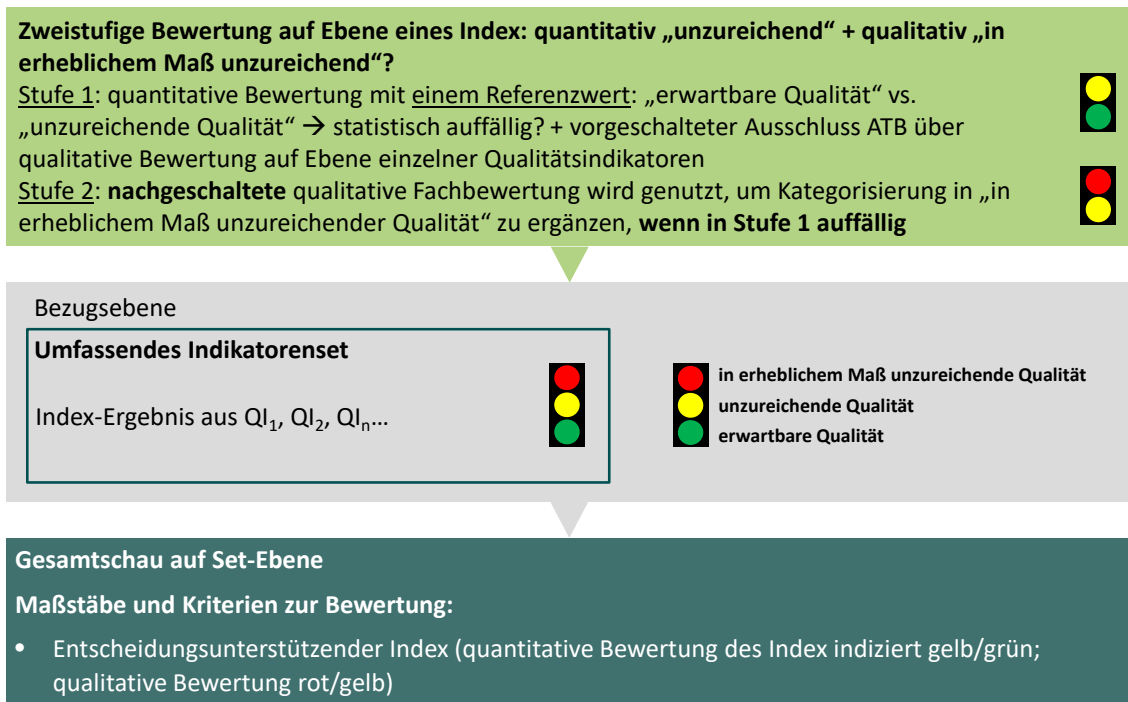 Zweistufige Bewertung auf Ebene eines Index: quantitativ „unzureichend“ + qualitativ „in
erheblichem Maß unzureichend“?
Stufe 1: quantitative Bewertung mit einem Referenzwert: „erwartbare Qualität“ vs.
„unzureichende Qualität“ → statistisch auffällig? + vorgeschalteter Ausschluss ATB über
qualitative Bewertung auf Ebene einzelner Qualitätsindikatoren
Stufe 2: nachgeschaltete qualitative Fachbewertung wird genutzt, um Kategorisierung in „in
erheblichem Maß unzureichender Qualität“ zu ergänzen, wenn in Stufe 1 auffällig
Bezugsebene
Umfassendes Indikatorenset
Index-Ergebnis aus QI₁, QI₂, QIₙ…
in erheblichem Maß unzureichende Qualität
unzureichende Qualität
erwartbare Qualität
Gesamtschau auf Set-Ebene
Maßstäbe und Kriterien zur Bewertung:
• Entscheidungsunterstützender Index (quantitative Bewertung des Index indiziert gelb/grün;
qualitative Bewertung rot/gelb)